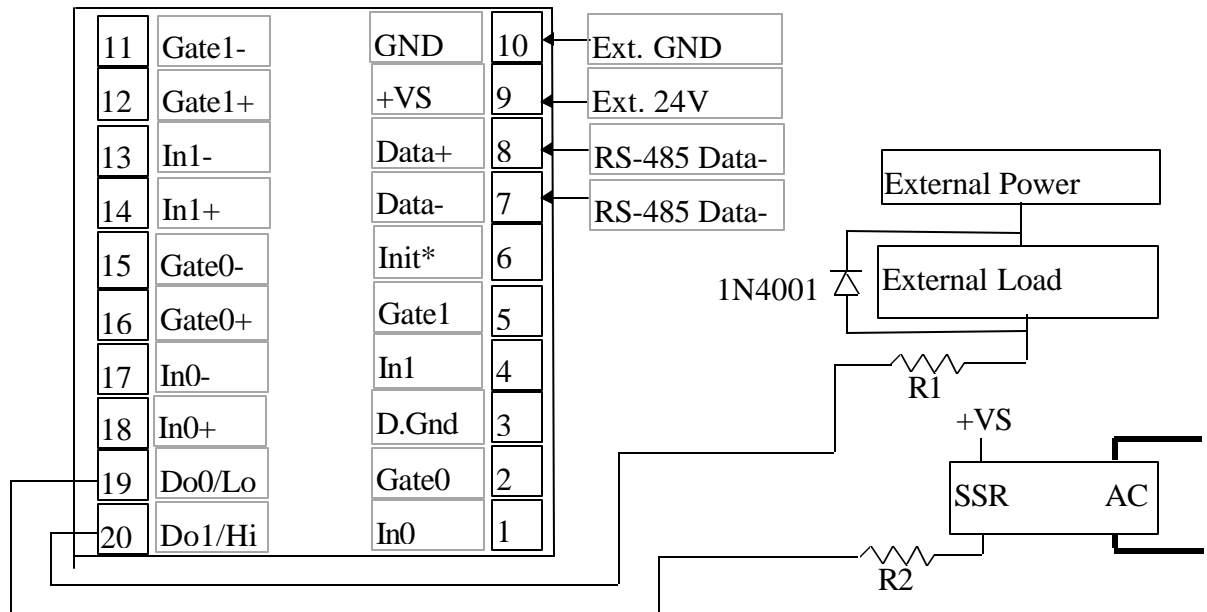 11 Gate1- GND 10 Ext. GND
12 Gate1+ +VS 9 Ext. 24V
13 In1- Data+ 8 RS-485 Data-
14 In1+ Data- 7 RS-485 Data-
15 Gate0- Init* 6
16 Gate0+ Gate1 5
17 In0- In1 4
18 In0+ D.Gnd 3
19 Do0/Lo Gate0 2
20 Do1/Hi In0 1
External Power
1N4001 External Load
R1
+VS
SSR AC
R2